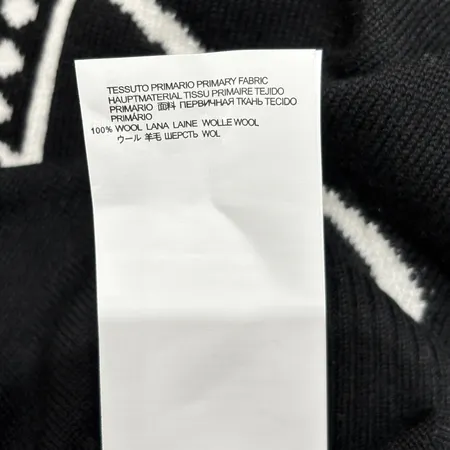 TESSUTO PRIMARIO PRIMARY FABRIC
HAUPTMATERIAL TISSU PRIMAIRE TEJIDO
PRIMARIO 面料 ПЕРВИЧНАЯ ТКАНЬ TECIDO
PRIMÁRIO
100% WOOL LANA LAINE WOLLE WOOL
ウール 羊毛 ШЕРСТЬ WOL